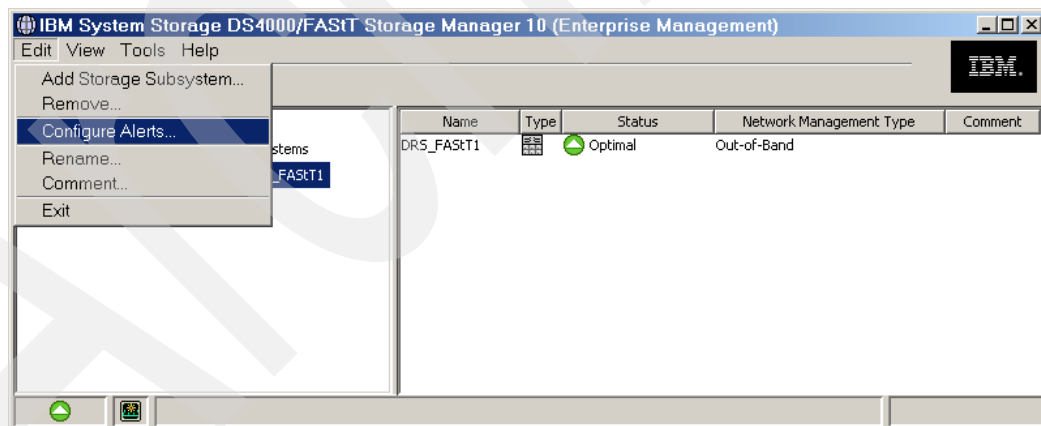 IBM System Storage DS4000/FAStT Storage Manager 10 (Enterprise Management)
Edit View Tools Help
IBM.
Add Storage Subsystem...
Remove...
Configure Alerts...
Rename...
Comment...
Exit
stems
_FAStT1
Name Type Status Network Management Type Comment
DRS_FAStT1 Optimal Out-of-Band